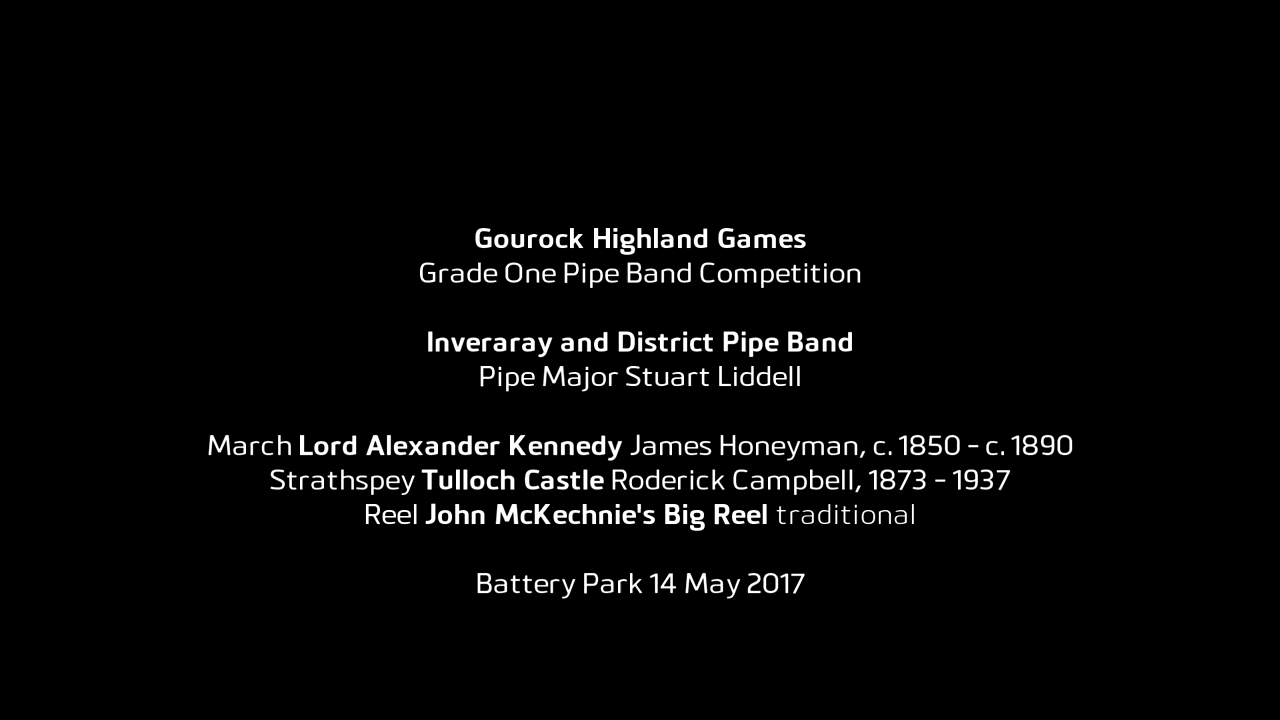 Gourock Highland Games
Grade One Pipe Band Competition
Inveraray and District Pipe Band
Pipe Major Stuart Liddell
March Lord Alexander Kennedy James Honeyman, c. 1850 - c. 1890
Strathspey Tulloch Castle Roderick Campbell, 1873 - 1937
Reel John McKechnie's Big Reel traditional
Battery Park 14 May 2017